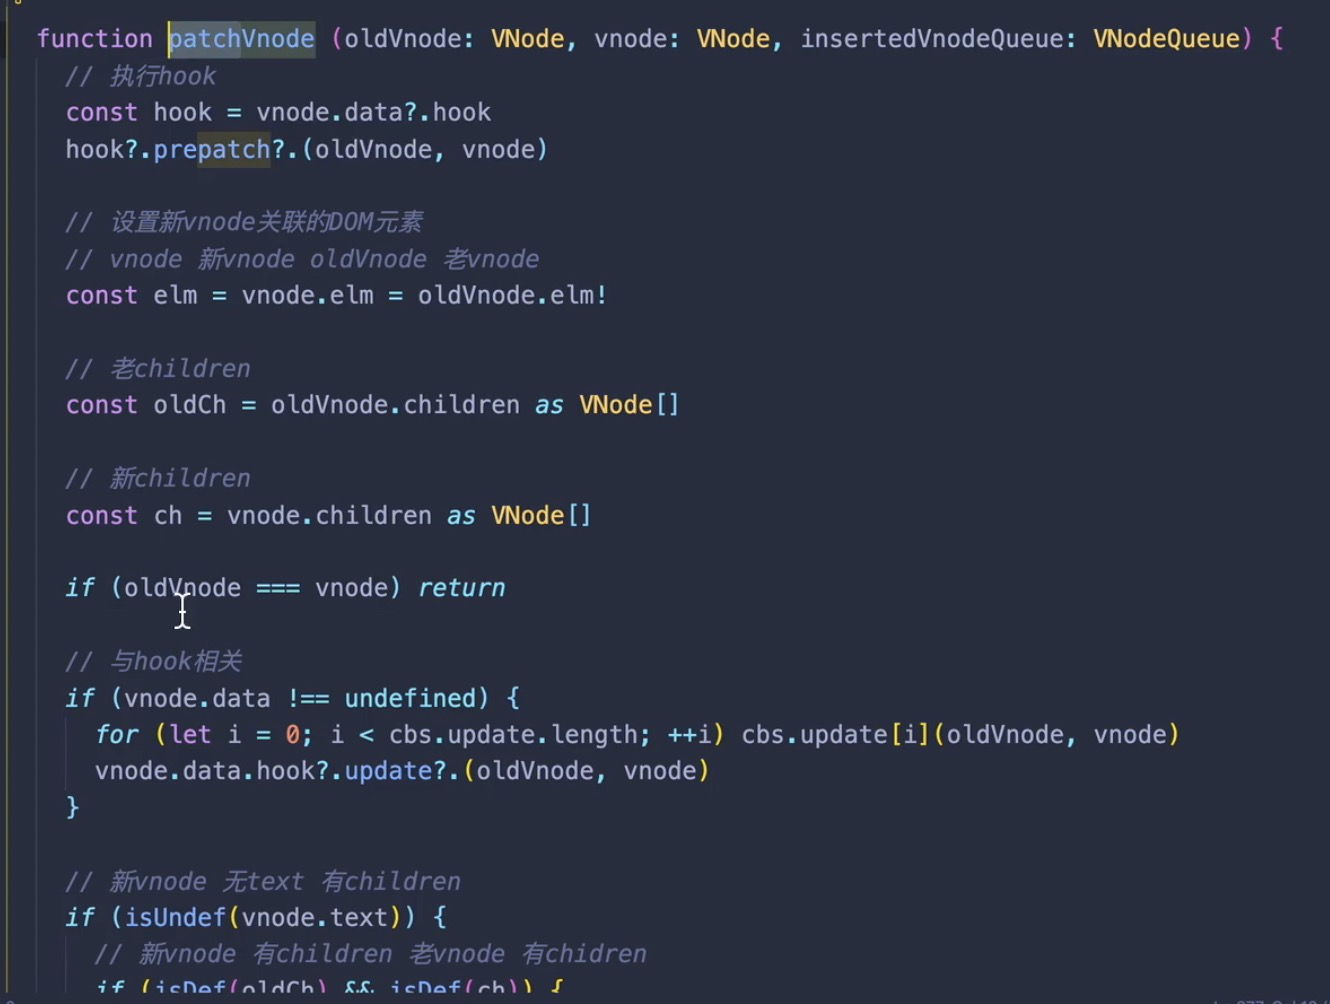 function patchVnode (oldVnode: VNode, vnode: VNode, insertedVnodeQueue: VNodeQueue) {
// 执行hook
const hook = vnode.data?.hook
hook?.prepatch?.(oldVnode, vnode)
// 设置新vnode关联的DOM元素
// vnode 新vnode oldVnode 老vnode
const elm = vnode.elm = oldVnode.elm!
// 老children
const oldCh = oldVnode.children as VNode[]
// 新children
const ch = vnode.children as VNode[]
if (oldVnode === vnode) return
// 与hook相关
if (vnode.data !== undefined) {
for (let i = 0; i < cbs.update.length; ++i) cbs.update[i](oldVnode, vnode)
vnode.data.hook?.update?.(oldVnode, vnode)
}
// 新vnode 无text 有children
if (isUndef(vnode.text)) {
// 新vnode 有children 老vnode 有chidren
if (isDef(oldCh) && isDef(ch)) {